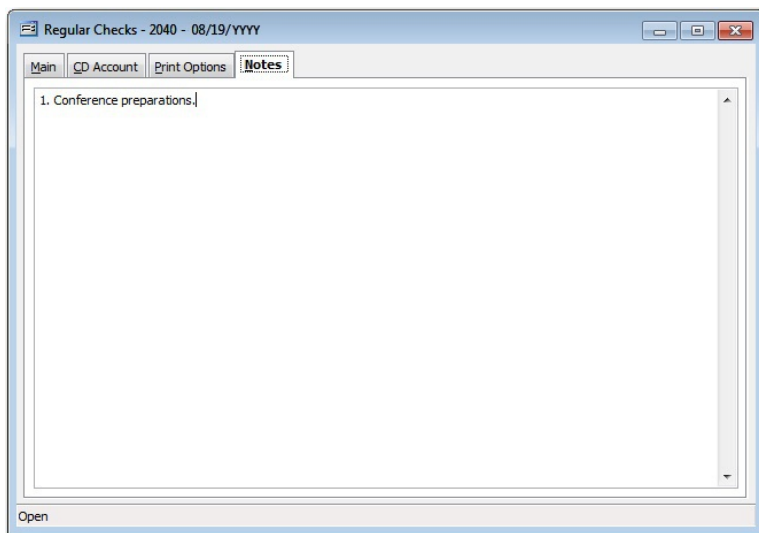 Regular Checks - 2040 - 08/19/YYYY
Main CD Account Print Options Notes
1. Conference preparations.
Open